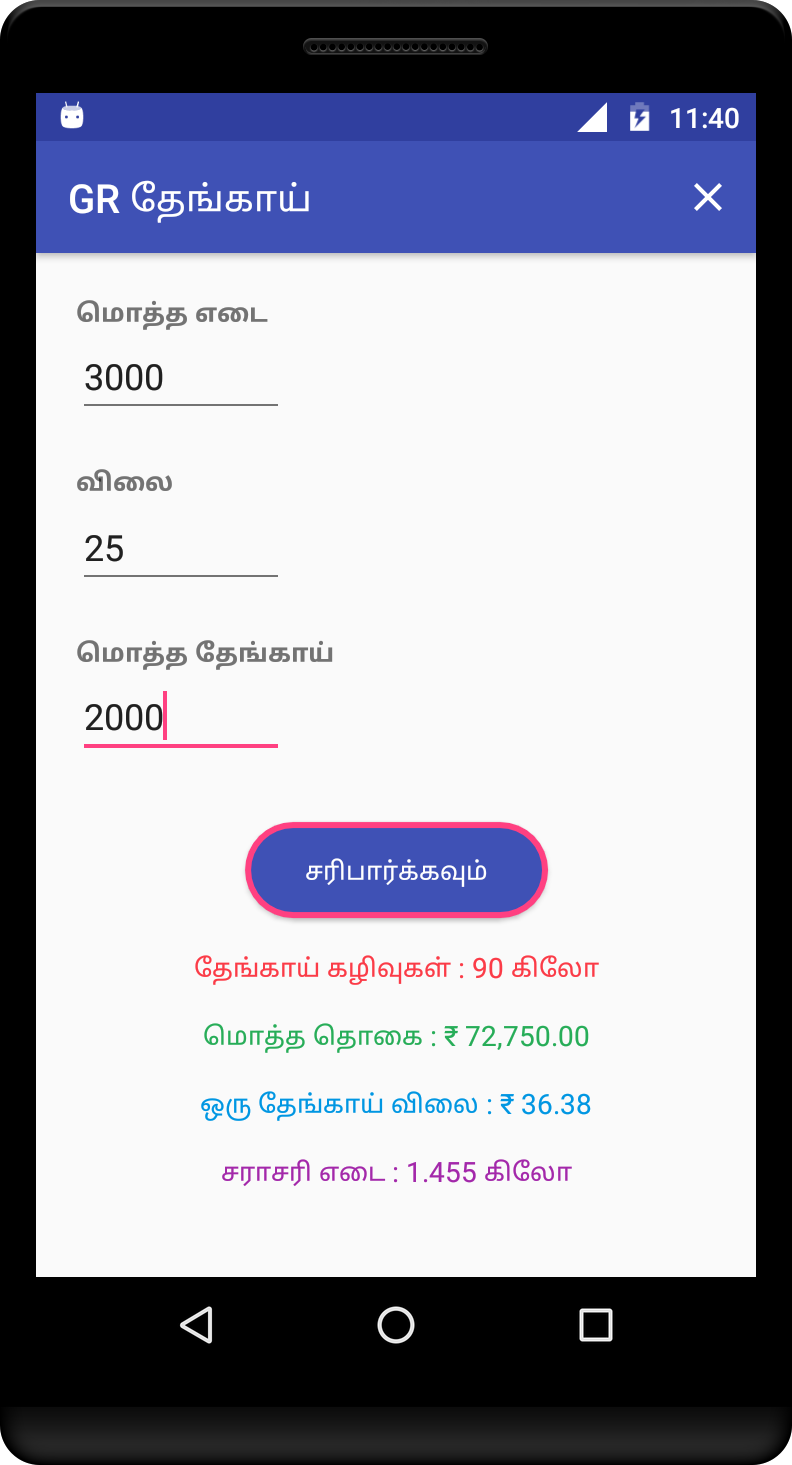 11:40
GR தேங்காய்
மொத்த எடை
3000
விலை
25
மொத்த தேங்காய்
2000
சரிபார்க்கவும்
தேங்காய் கழிவுகள் : 90 கிலோ
மொத்த தொகை : ₹ 72,750.00
ஒரு தேங்காய் விலை : ₹ 36.38
சராசரி எடை : 1.455 கிலோ